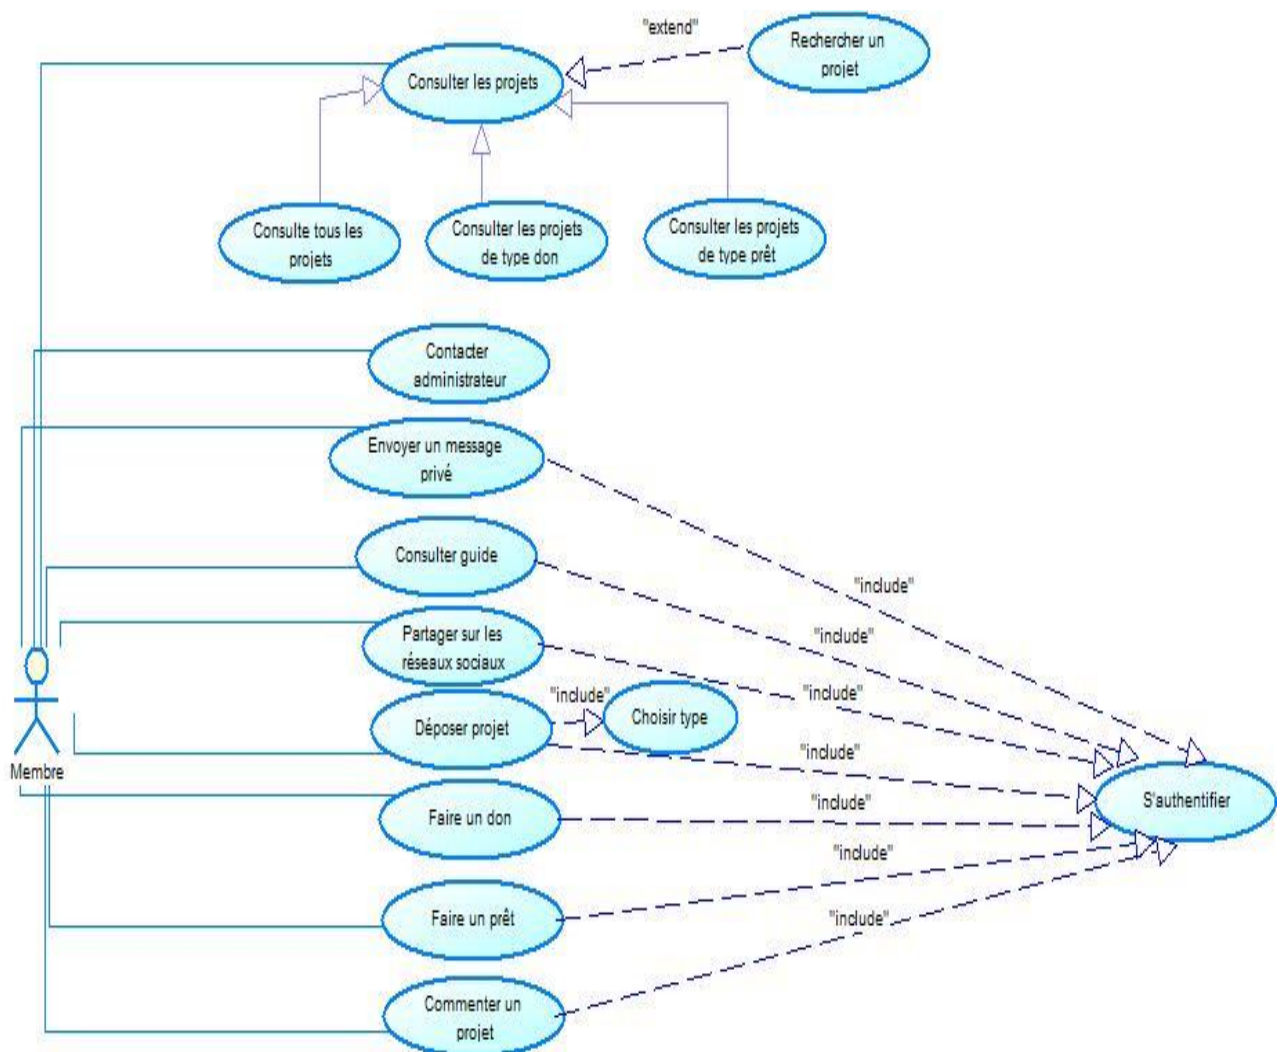 "extend"
Rechercher un
projet
Consulter les projets
Consulte tous les
projets
Consulter les projets
de type don
Consulter les projets
de type prêt
Contacter
administrateur
Envoyer un message
privé
Consulter guide
"include"
Partager sur les
réseaux sociaux
"include"
"include"
"include"
Déposer projet
Choisir type
"include"
Membre
S'authentifier
Faire un don
"include"
"include"
Faire un prêt
"include"
Commenter un
projet